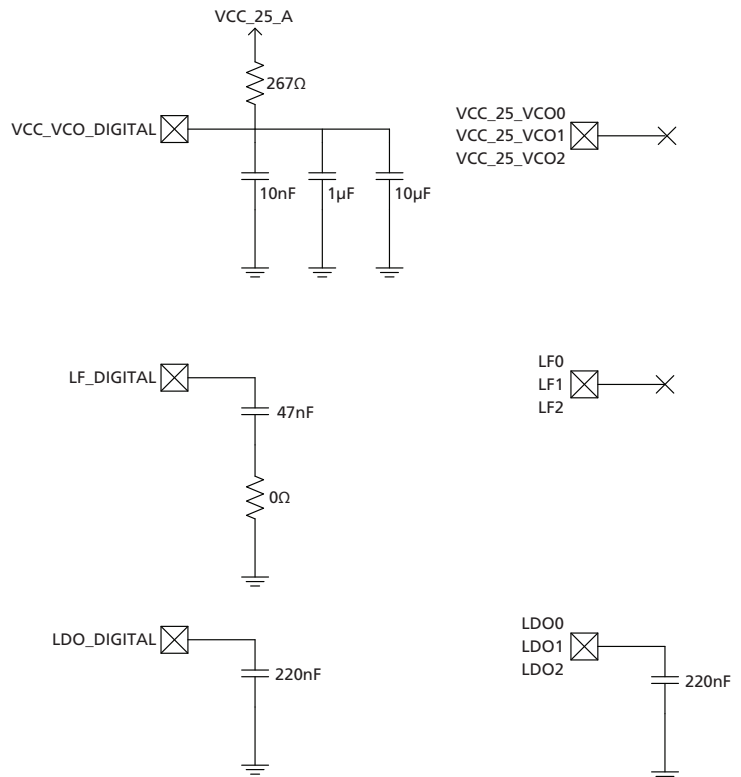 VCC_25_A
267Ω
VCC_VCO_DIGITAL
10nF
1µF
10µF
VCC_25_VCO0
VCC_25_VCO1
VCC_25_VCO2
LF_DIGITAL
47nF
0Ω
LF0
LF1
LF2
LDO_DIGITAL
220nF
LDO0
LDO1
LDO2
220nF